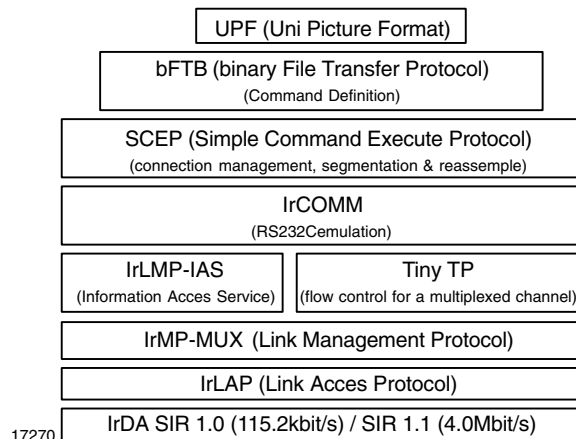 UPF (Uni Picture Format)
bFTB (binary File Transfer Protocol)
(Command Definition)
SCEP (Simple Command Execute Protocol)
(connection management, segmentation & reassemple)
IrCOMM
(RS232Cemulation)
IrLMP-IAS
(Information Acces Service)
Tiny TP
(flow control for a multiplexed channel)
IrMP-MUX (Link Management Protocol)
IrLAP (Link Acces Protocol)
IrDA SIR 1.0 (115.2kbit/s) / SIR 1.1 (4.0Mbit/s)
17270